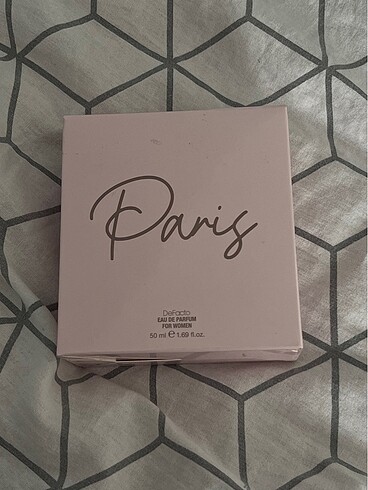 Paris
DeFacto
EAU DE PARFUM
FOR WOMEN
50 ml ℮ 1.69 fl.oz.